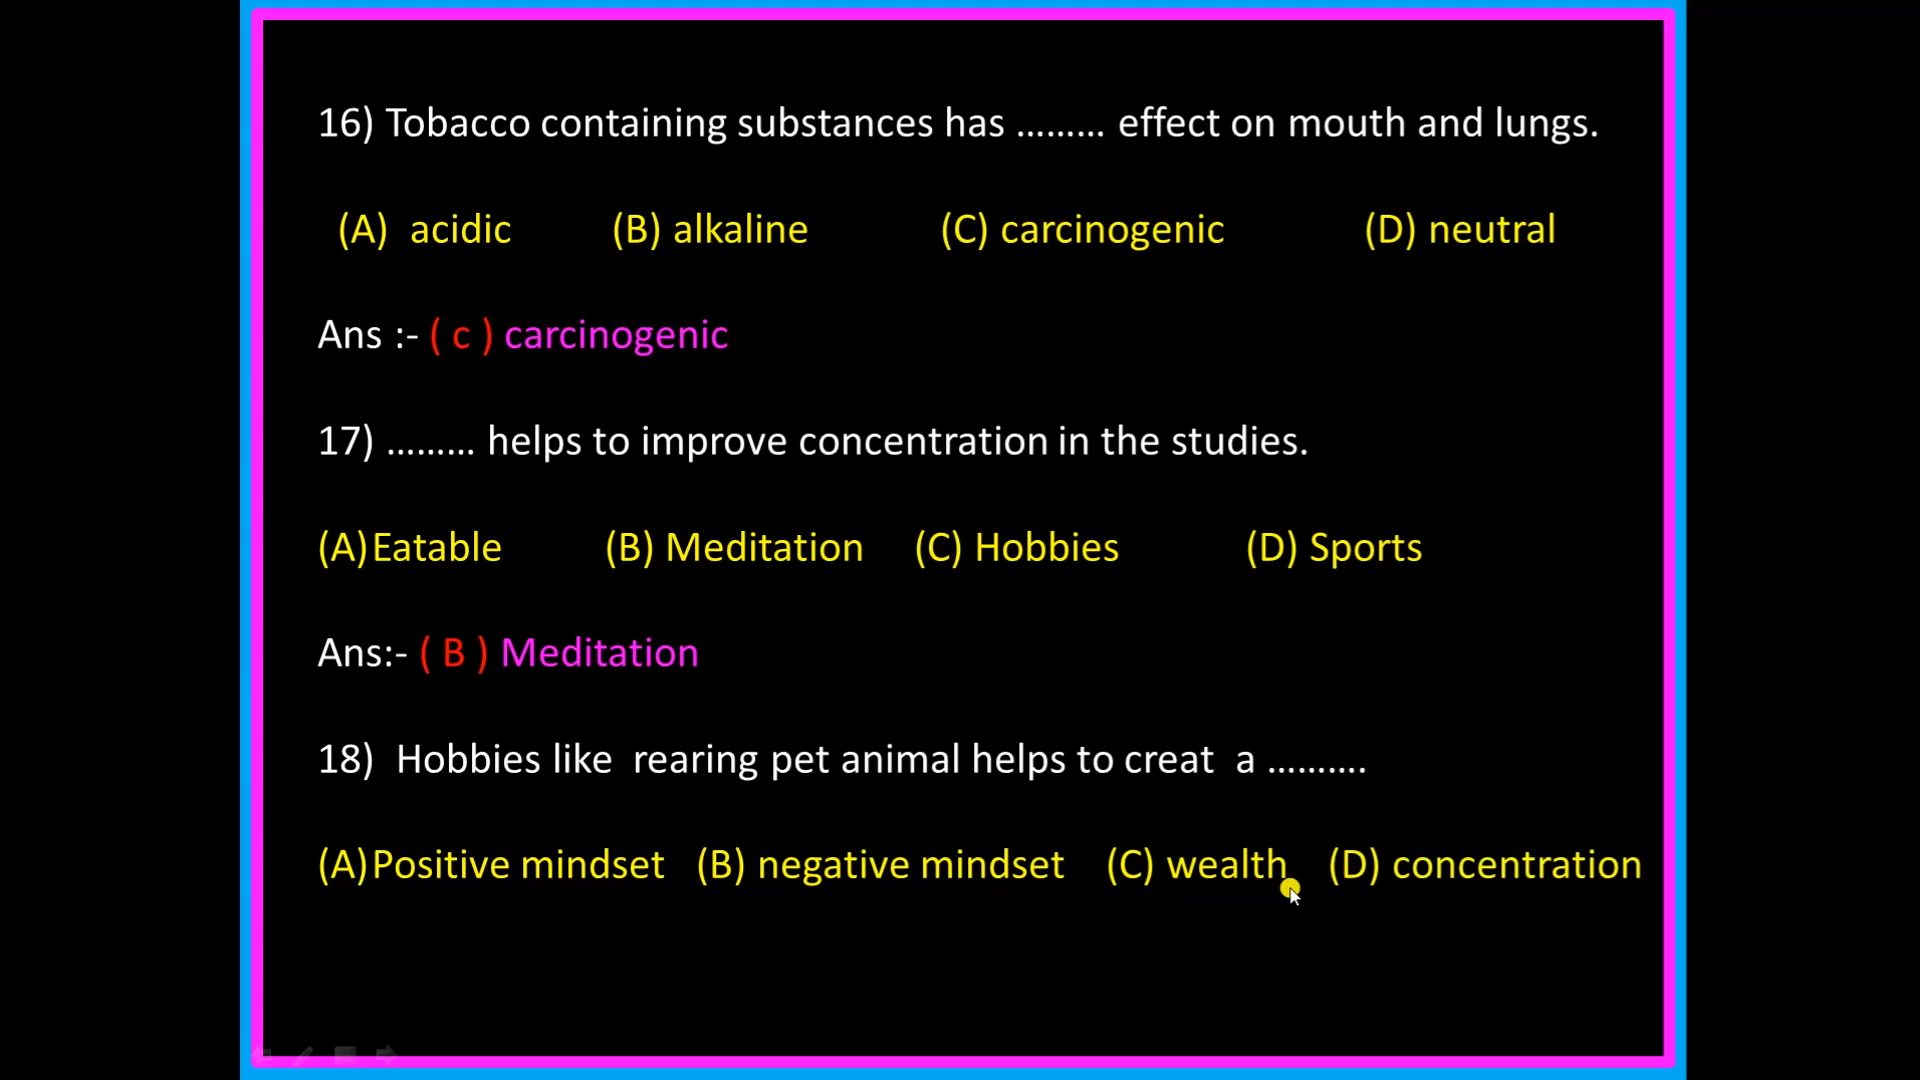 16) Tobacco containing substances has ……… effect on mouth and lungs.
(A) acidic (B) alkaline (C) carcinogenic (D) neutral
Ans :- ( c ) carcinogenic
17) ……… helps to improve concentration in the studies.
(A)Eatable (B) Meditation (C) Hobbies (D) Sports
Ans:- ( B ) Meditation
18) Hobbies like rearing pet animal helps to creat a ……….
(A)Positive mindset (B) negative mindset (C) wealth (D) concentration